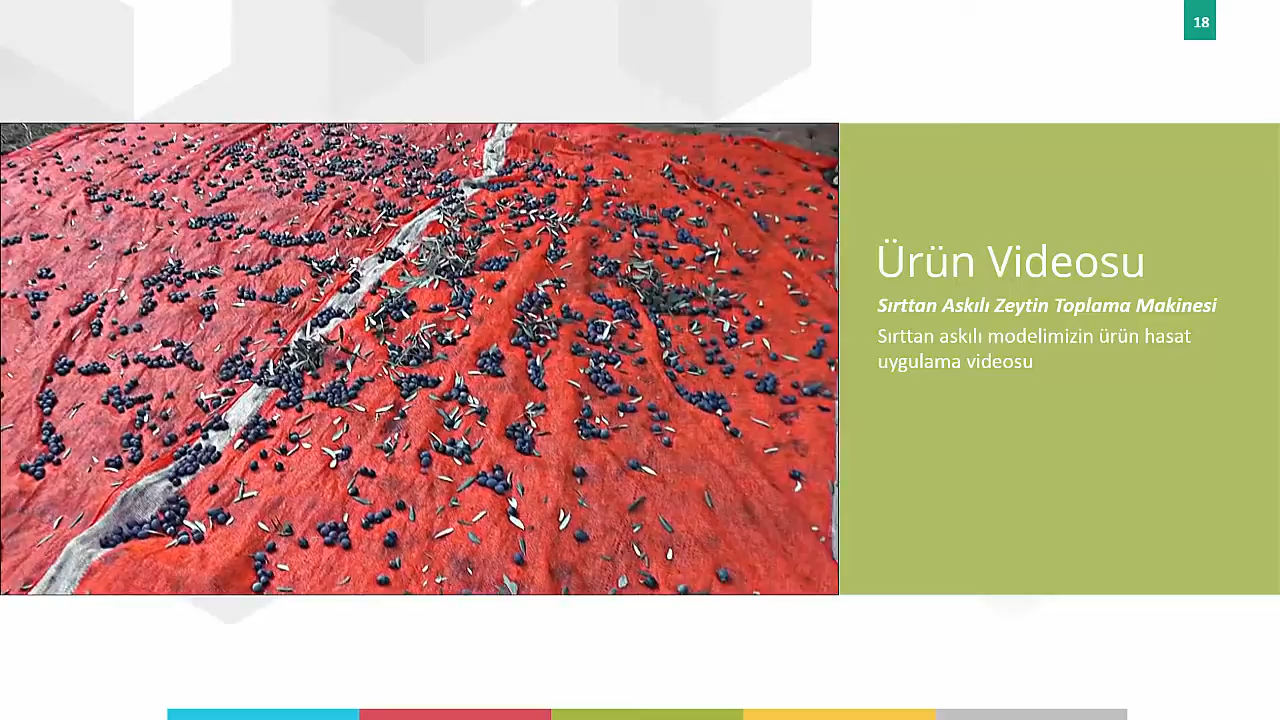 18
Ürün Videosu
Sırttan Askılı Zeytin Toplama Makinesi
Sırttan askılı modelimizin ürün hasat
uygulama videosu